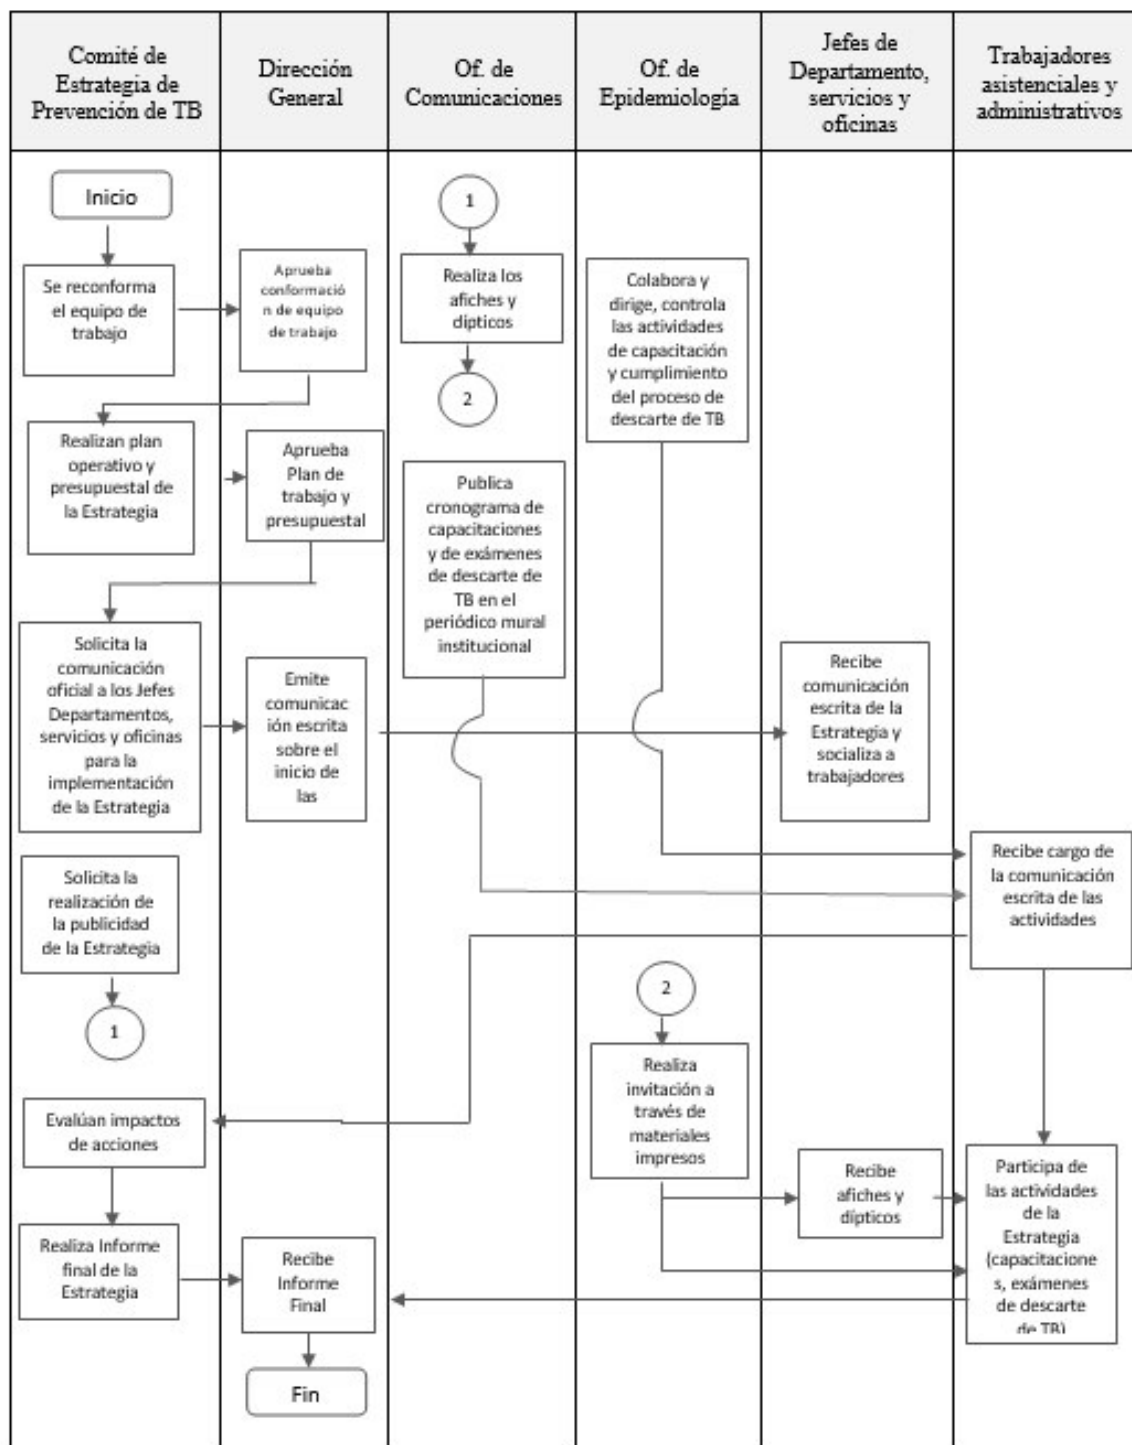 Comité de
Estrategia de
Prevención de TB
Dirección
General
Of. de
Comunicaciones
Of. de
Epidemiología
Jefes de
Departamento,
servicios y
oficinas
Trabajadores
asistenciales y
administrativos
Inicio
Se reconforma
el equipo de
trabajo
Realizan plan
operativo y
presupuestal de
la Estrategia
Solicita la
comunicación
oficial a los Jefes
Departamentos,
servicios y oficinas
para la
implementación
de la Estrategia
Solicita la
realización de
la publicidad
de la Estrategia
1
Evalúan impactos
de acciones
Realiza Informe
final de la
Estrategia
Aprueba
conformació
n de equipo
de trabajo
Aprueba
Plan de
trabajo y
presupuestal
Emite
comunicac
ión escrita
sobre el
inicio de
las
Recibe
Informe
Final
Fin
1
Realiza los
afiches y
dípticos
2
Publica
cronograma de
capacitaciones
y de exámenes
de descarte de
TB en el
periódico mural
institucional
Colabora y
dirige, controla
las actividades
de capacitación
y cumplimiento
del proceso de
descarte de TB
2
Realiza
invitación a
través de
materiales
impresos
Recibe
comunicación
escrita de la
Estrategia y
socializa a
trabajadores
Recibe
afiches y
dípticos
Recibe cargo de
la comunicación
escrita de las
actividades
Participa de
las actividades
de la
Estrategia
(capacitacione
s, exámenes
de descarte
de TB)